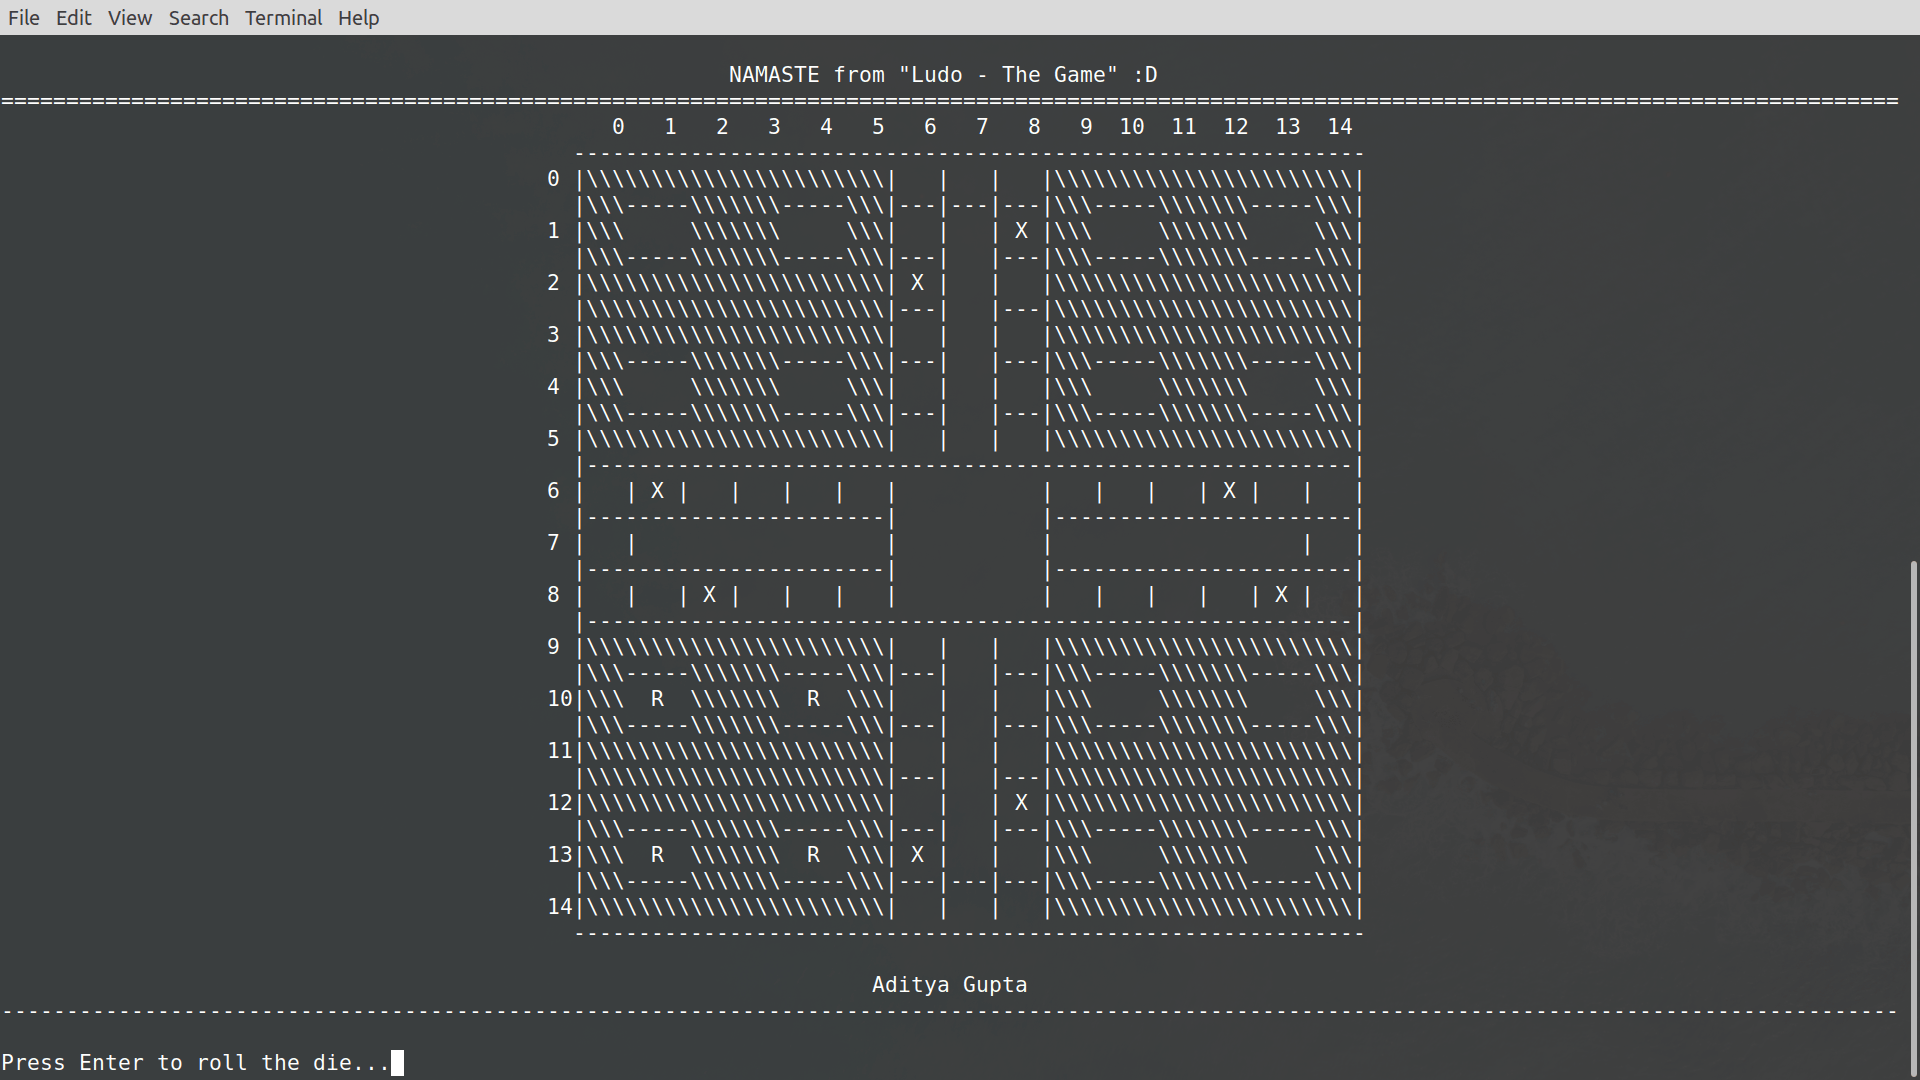 File Edit View Search Terminal Help
NAMASTE from "Ludo - The Game" :D
==================================================================================================================================================
0   1   2   3   4   5   6   7   8   9  10  11  12  13  14
-------------------------------------------------------------
0 |\\\\\\\\\\\\\\\\\\\\\\\|   |   |   |\\\\\\\\\\\\\\\\\\\\\\\|
  |\\\-----\\\\\\\-----\\\|---|---|---|\\\-----\\\\\\\-----\\\|
1 |\\\     \\\\\\\     \\\|   |   | X |\\\     \\\\\\\     \\\|
  |\\\-----\\\\\\\-----\\\|---|   |---|\\\-----\\\\\\\-----\\\|
2 |\\\\\\\\\\\\\\\\\\\\\\\| X |   |   |\\\\\\\\\\\\\\\\\\\\\\\|
  |\\\\\\\\\\\\\\\\\\\\\\\|---|   |---|\\\\\\\\\\\\\\\\\\\\\\\|
3 |\\\\\\\\\\\\\\\\\\\\\\\|   |   |   |\\\\\\\\\\\\\\\\\\\\\\\|
  |\\\-----\\\\\\\-----\\\|---|   |---|\\\-----\\\\\\\-----\\\|
4 |\\\     \\\\\\\     \\\|   |   |   |\\\     \\\\\\\     \\\|
  |\\\-----\\\\\\\-----\\\|---|   |---|\\\-----\\\\\\\-----\\\|
5 |\\\\\\\\\\\\\\\\\\\\\\\|   |   |   |\\\\\\\\\\\\\\\\\\\\\\\|
  |-----------------------------------------------------------|
6 |   | X |   |   |   |   |           |   |   |   | X |   |   |
  |-----------------------|           |-----------------------|
7 |   |                   |           |                   |   |
  |-----------------------|           |-----------------------|
8 |   |   | X |   |   |   |           |   |   |   |   | X |   |
  |-----------------------------------------------------------|
9 |\\\\\\\\\\\\\\\\\\\\\\\|   |   |   |\\\\\\\\\\\\\\\\\\\\\\\|
  |\\\-----\\\\\\\-----\\\|---|   |---|\\\-----\\\\\\\-----\\\|
10|\\\  R  \\\\\\\  R  \\\|   |   |   |\\\     \\\\\\\     \\\|
  |\\\-----\\\\\\\-----\\\|---|   |---|\\\-----\\\\\\\-----\\\|
11|\\\\\\\\\\\\\\\\\\\\\\\|   |   |   |\\\\\\\\\\\\\\\\\\\\\\\|
  |\\\\\\\\\\\\\\\\\\\\\\\|---|   |---|\\\\\\\\\\\\\\\\\\\\\\\|
12|\\\\\\\\\\\\\\\\\\\\\\\|   |   | X |\\\\\\\\\\\\\\\\\\\\\\\|
  |\\\-----\\\\\\\-----\\\|---|   |---|\\\-----\\\\\\\-----\\\|
13|\\\  R  \\\\\\\  R  \\\| X |   |   |\\\     \\\\\\\     \\\|
  |\\\-----\\\\\\\-----\\\|---|---|---|\\\-----\\\\\\\-----\\\|
14|\\\\\\\\\\\\\\\\\\\\\\\|   |   |   |\\\\\\\\\\\\\\\\\\\\\\\|
-------------------------------------------------------------
Aditya Gupta
--------------------------------------------------------------------------------------------------------------------------------------------------
Press Enter to roll the die...